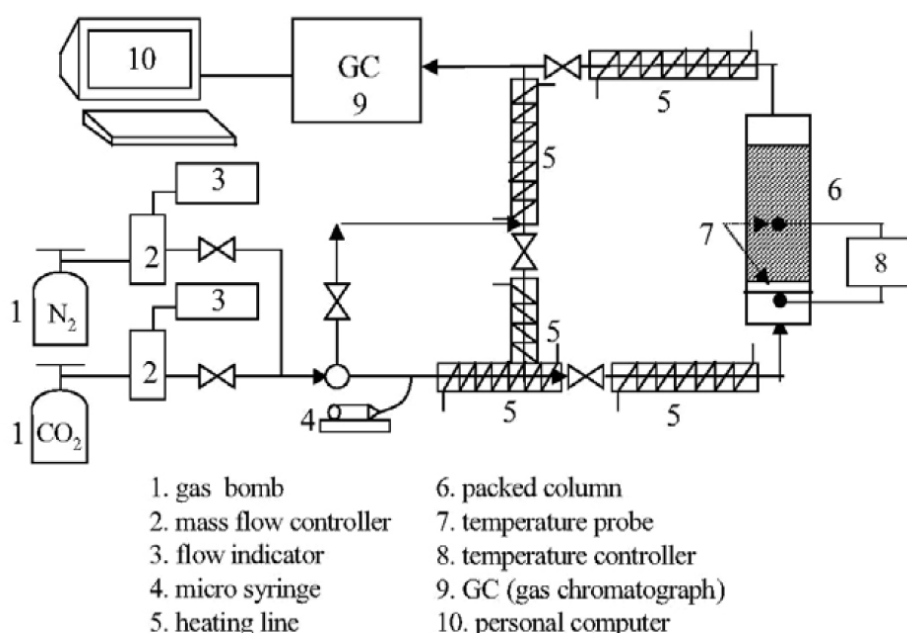 10
GC
9
5
5
3
6
2
7
8
1
N2
3
5
2
1
CO2
4
5
5
1. gas bomb
2. mass flow controller
3. flow indicator
4. micro syringe
5. heating line
6. packed column
7. temperature probe
8. temperature controller
9. GC (gas chromatograph)
10. personal computer